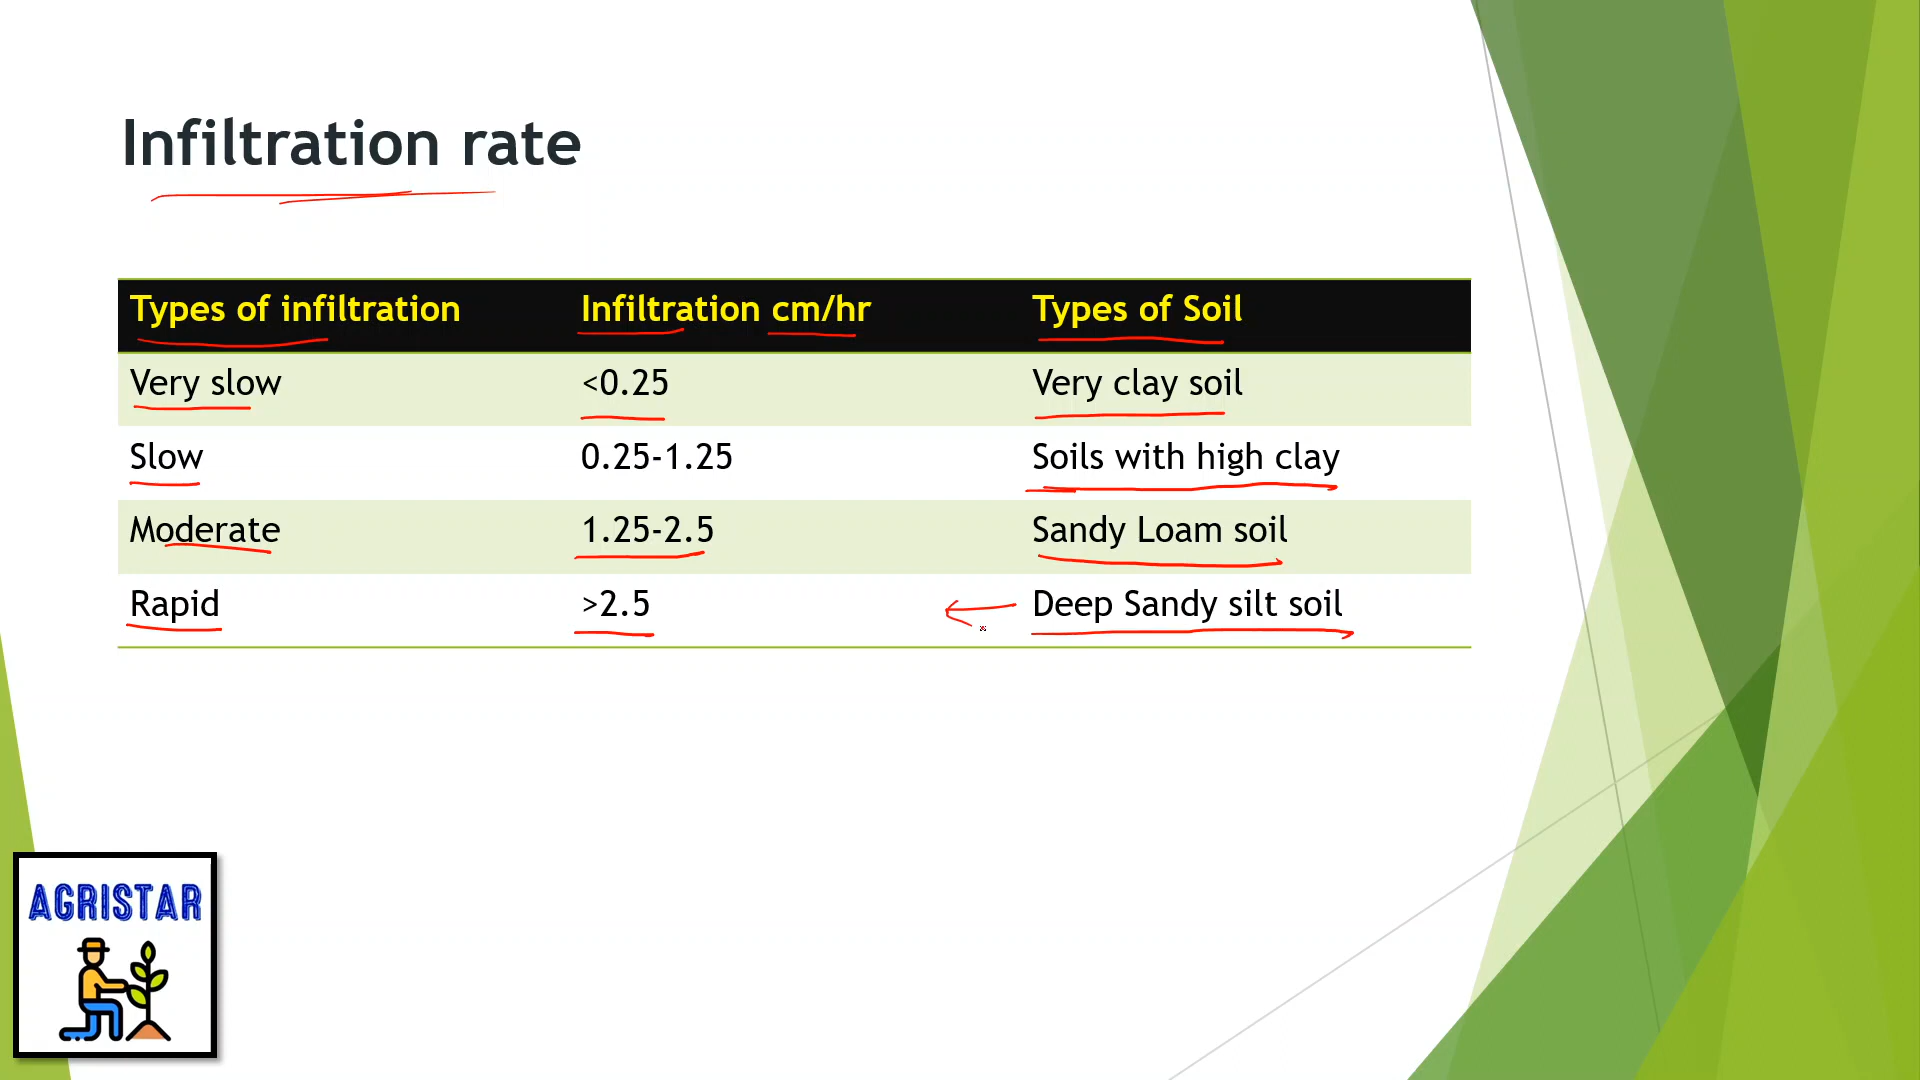 Infiltration rate
Types of infiltration Infiltration cm/hr Types of Soil
Very slow <0.25 Very clay soil
Slow 0.25-1.25 Soils with high clay
Moderate 1.25-2.5 Sandy Loam soil
Rapid >2.5 Deep Sandy silt soil
AGRISTAR